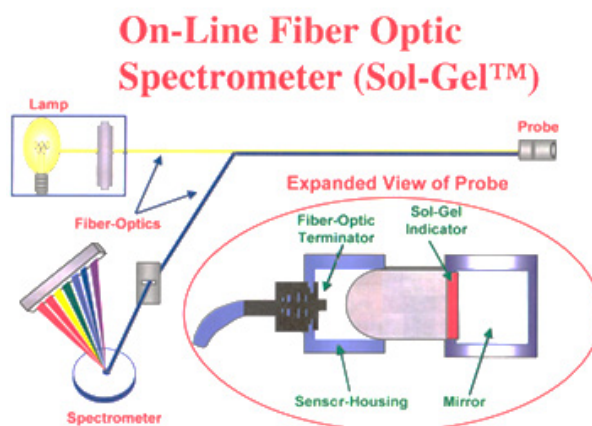 On-Line Fiber Optic
Spectrometer (Sol-Gel™)
Lamp
Probe
Fiber-Optics
Expanded View of Probe
Fiber-Optic
Terminator
Sol-Gel
Indicator
Sensor-Housing
Mirror
Spectrometer